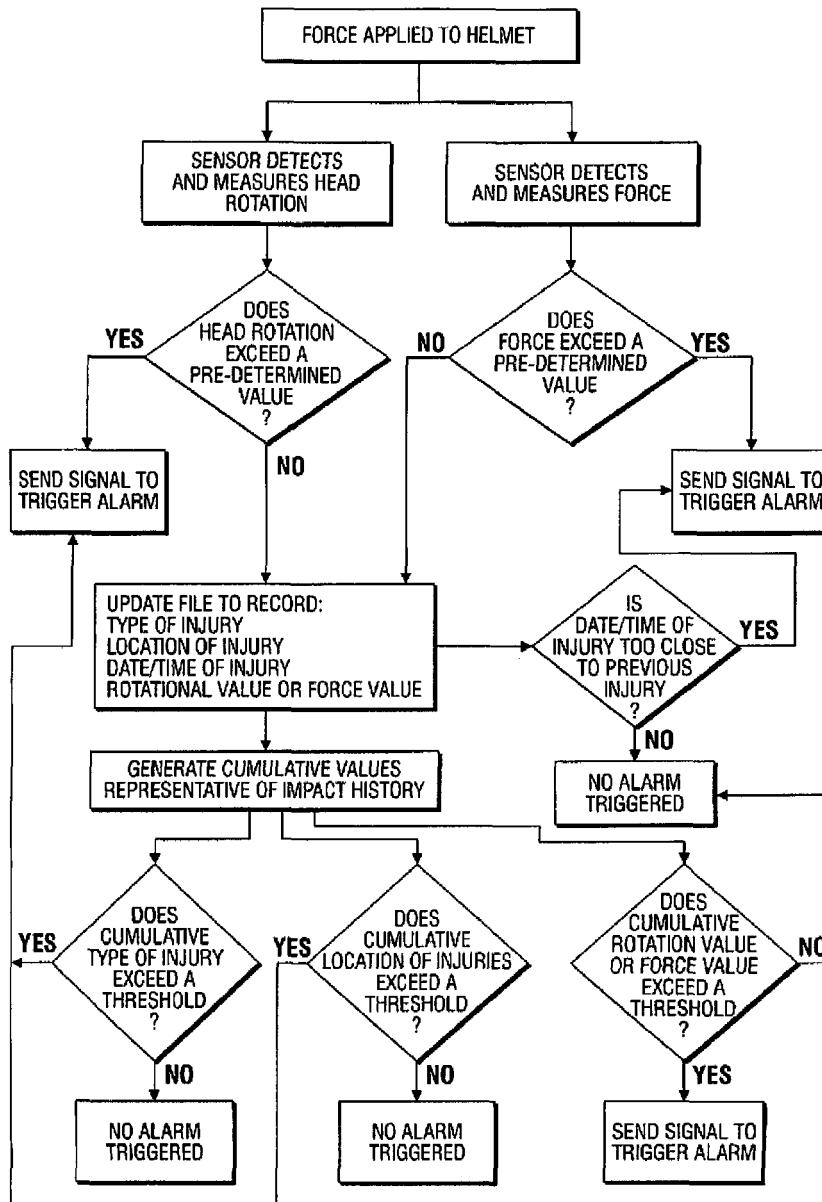 FORCE APPLIED TO HELMET
SENSOR DETECTS
AND MEASURES HEAD
ROTATION
SENSOR DETECTS
AND MEASURES FORCE
DOES
HEAD ROTATION
EXCEED A
PRE-DETERMINED
VALUE
?
YES
NO
DOES
FORCE EXCEED A
PRE-DETERMINED
VALUE
?
NO
YES
SEND SIGNAL TO
TRIGGER ALARM
SEND SIGNAL TO
TRIGGER ALARM
UPDATE FILE TO RECORD:
TYPE OF INJURY
LOCATION OF INJURY
DATE/TIME OF INJURY
ROTATIONAL VALUE OR FORCE VALUE
IS
DATE/TIME OF
INJURY TOO CLOSE
TO PREVIOUS
INJURY
?
YES
NO
GENERATE CUMULATIVE VALUES
REPRESENTATIVE OF IMPACT HISTORY
NO ALARM
TRIGGERED
DOES
CUMULATIVE
TYPE OF INJURY
EXCEED A
THRESHOLD
?
YES
NO
DOES
CUMULATIVE
LOCATION OF INJURIES
EXCEED A
THRESHOLD
?
YES
NO
DOES
CUMULATIVE
ROTATION VALUE
OR FORCE VALUE
EXCEED A
THRESHOLD
?
NO
YES
NO ALARM
TRIGGERED
NO ALARM
TRIGGERED
SEND SIGNAL TO
TRIGGER ALARM